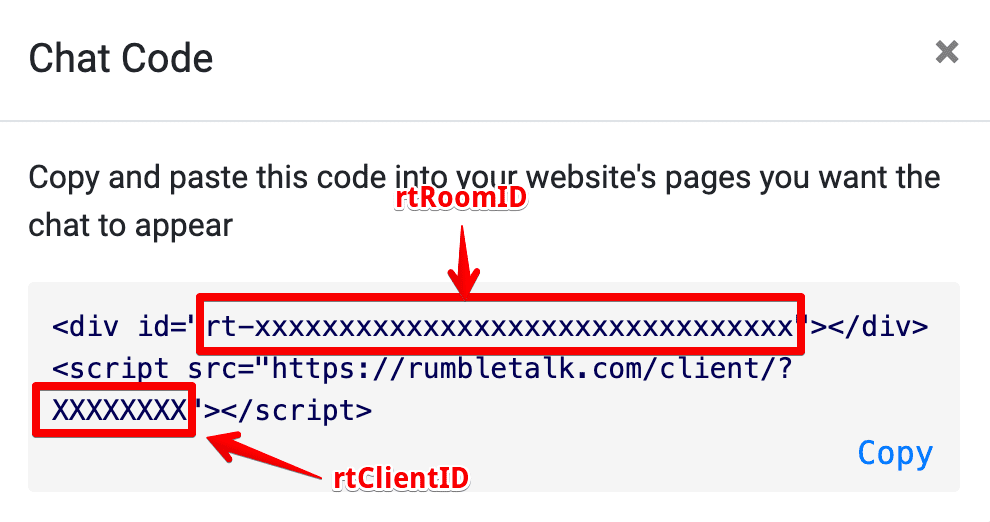 Chat Code
×
Copy and paste this code into your website's pages you want the
rtRoomID
chat to appear
<div id="rt-xxxxxxxxxxxxxxxxxxxxxxxxxxxxxxxx"></div>
<script src="https://rumbletalk.com/client/?
XXXXXXXX"></script>
Copy
rtClientID